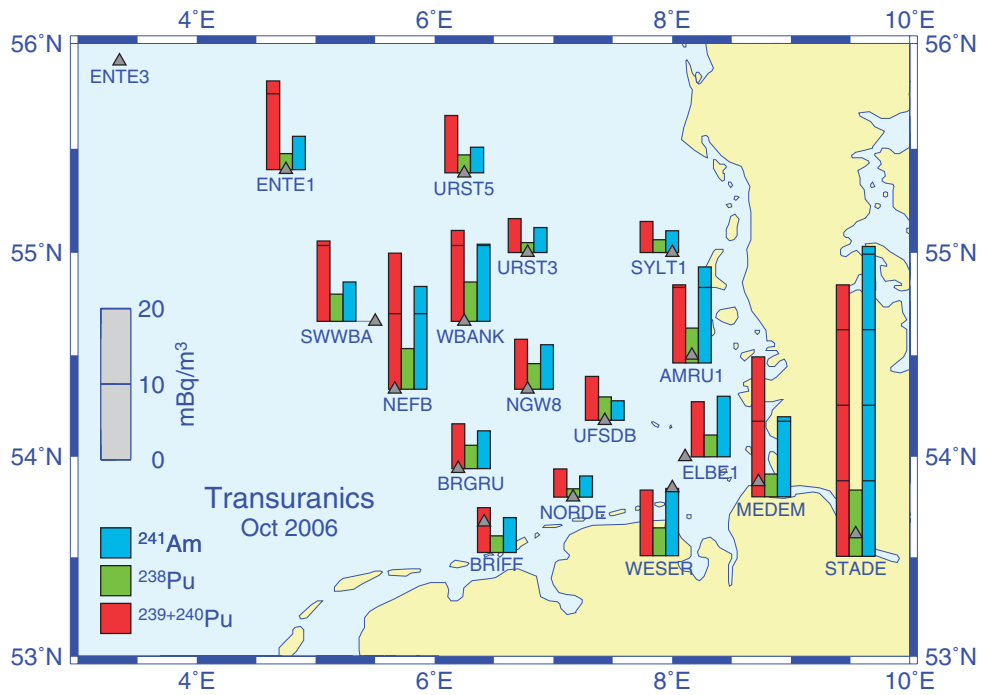 4°E 6°E 8°E 10°E
56°N 56°N
ENTE3
ENTE1 URST5
55°N 55°N
URST3 SYLT1
20
SWWBA WBANK
mBq/m³
AMRU1
10
NEFB NGW8
UFSDB
0
54°N 54°N
ELBE1
BRGRU
Transuranics
NORDE MEDEM
Oct 2006
241Am
BRIFF WESER STADE
238Pu
239+240Pu
53°N 53°N
4°E 6°E 8°E 10°E